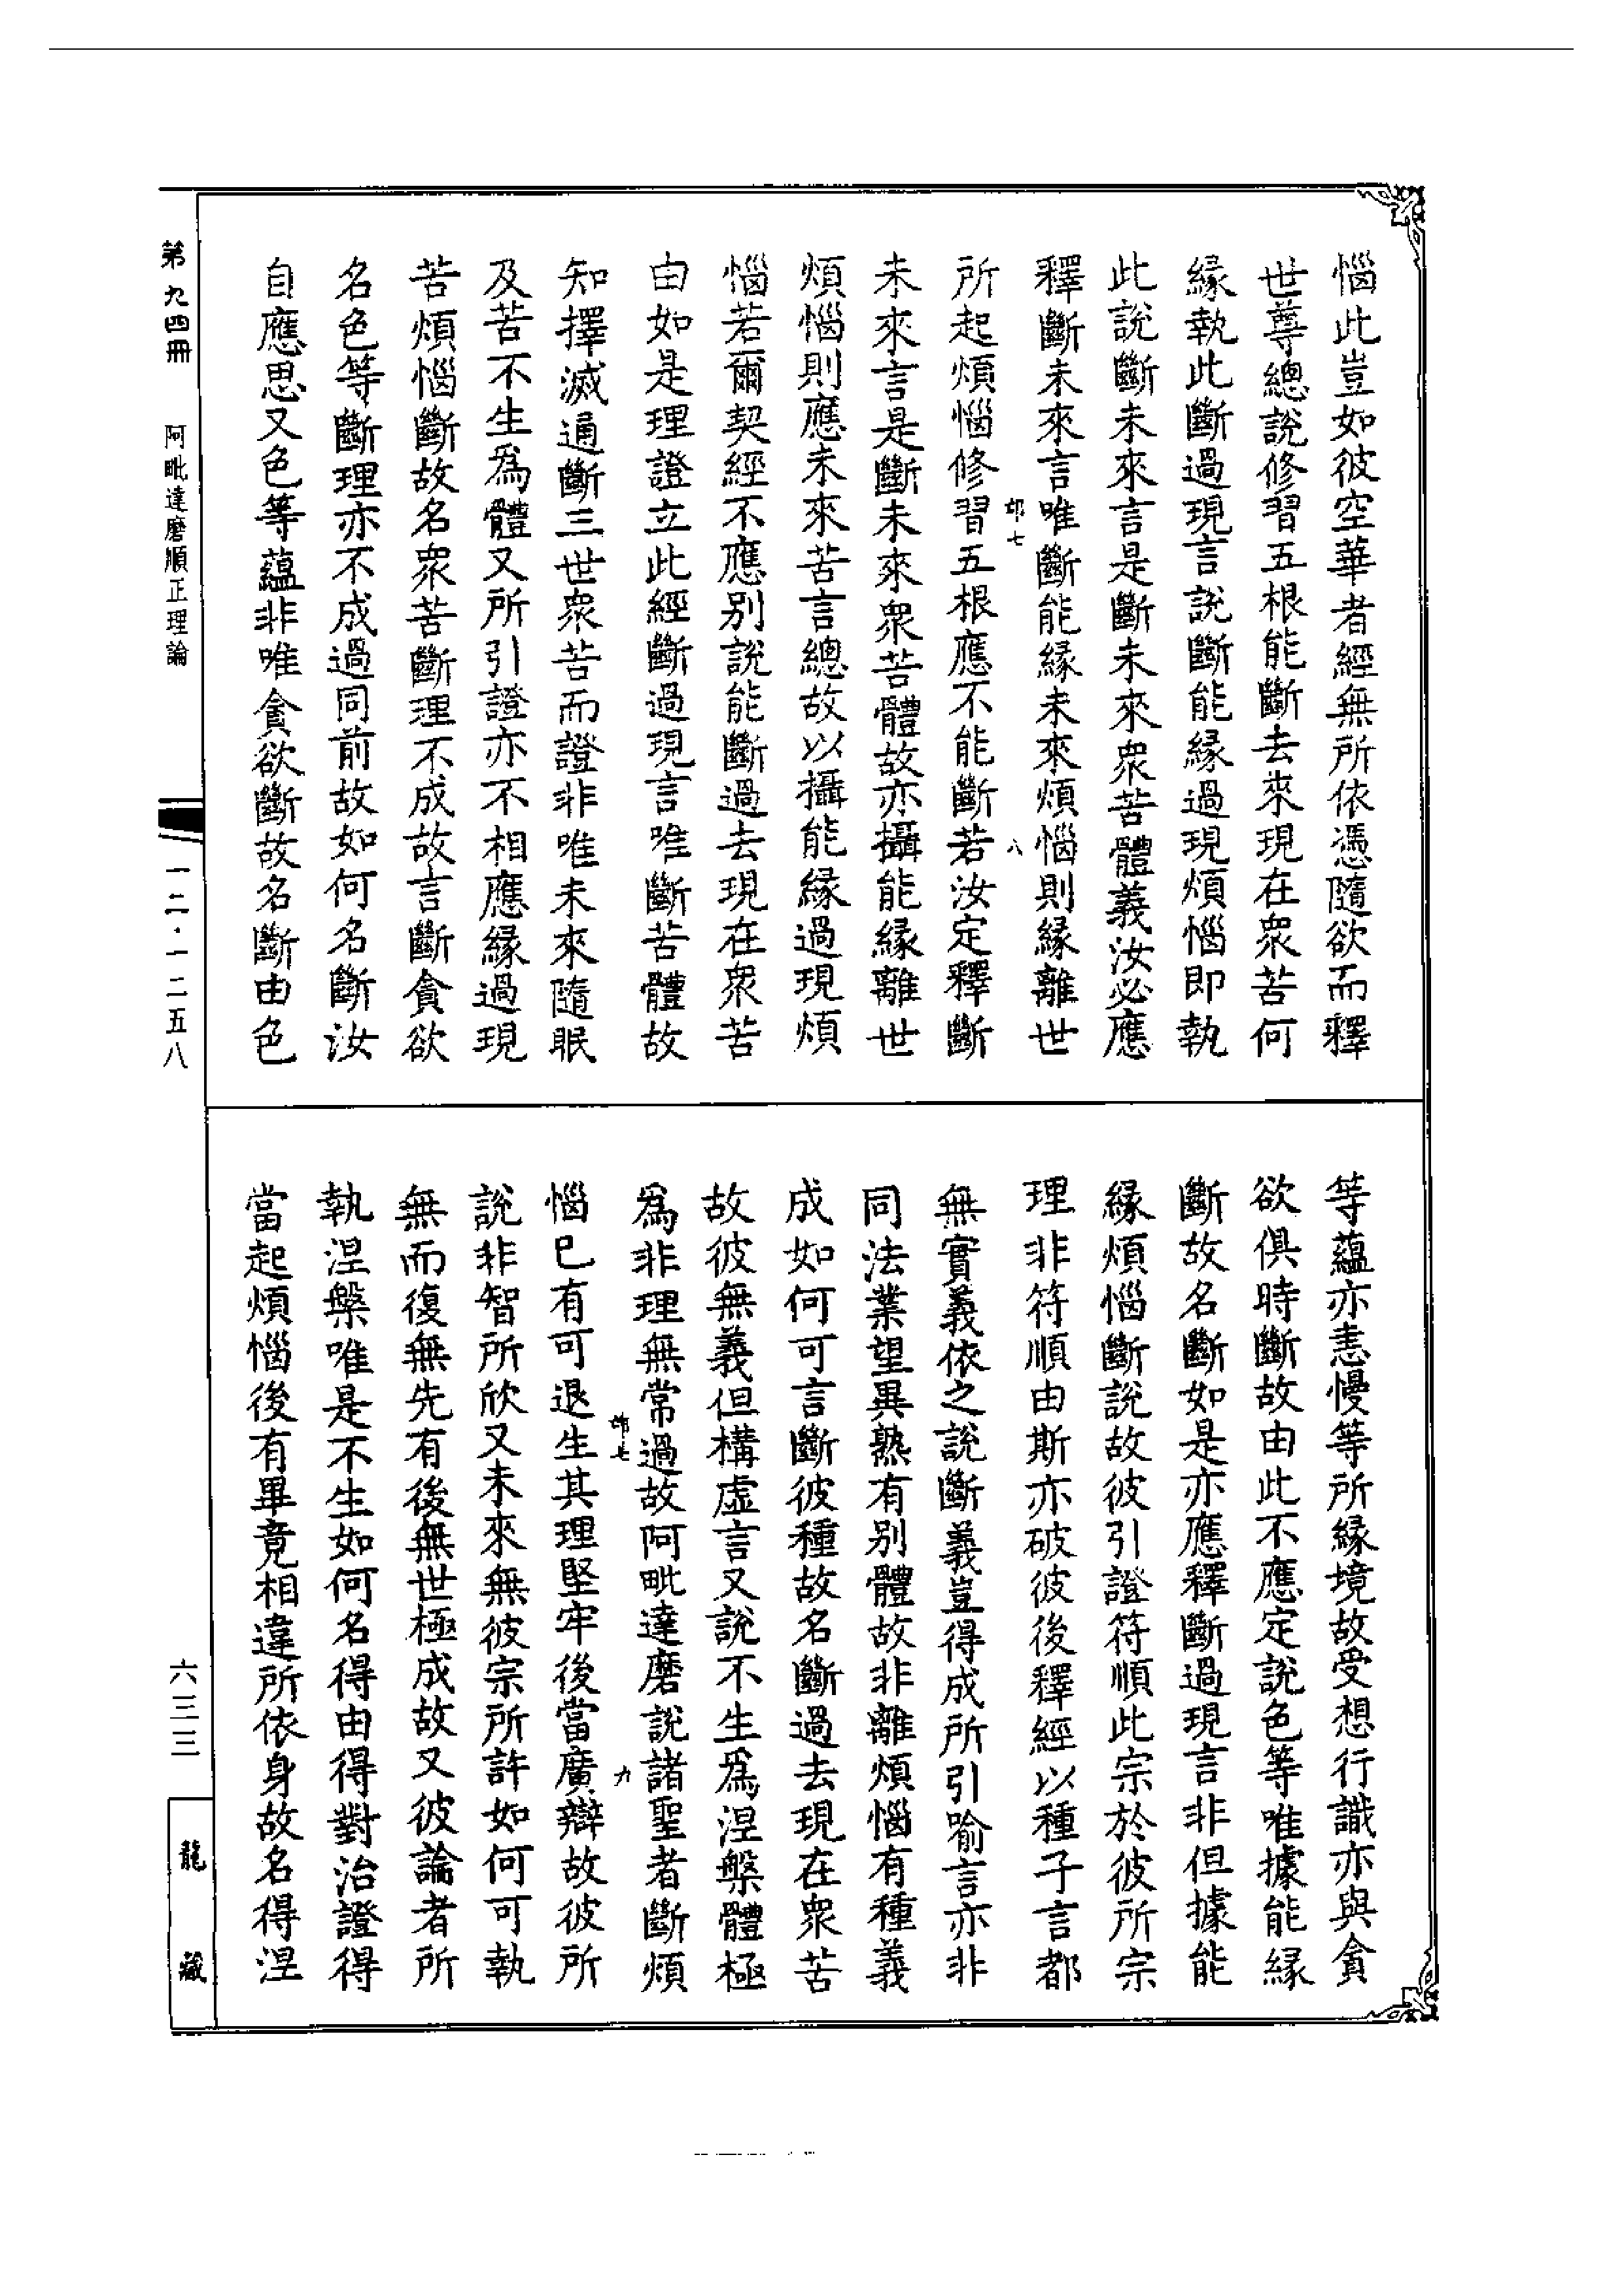 惱此豈如彼空華者經無所依憑隨欲而釋
世尊總說修習五根能斷去來現在衆苦何
緣執此斷過現言說斷能緣過現煩惱即執
此說斷未來言是斷未來衆苦體義汝必應
釋斷未來言唯斷能緣未來煩惱則緣離世
所起煩惱修習五根應不能斷若汝定釋斷
未來言是斷未來衆苦體故亦攝能緣離世
煩惱則應未來苦言總故以攝能緣過現煩
惱若爾契經不應別說能斷過去現在衆苦
由如是理證立此經斷過現言唯斷苦體故
知擇滅通斷三世衆苦而證非唯未來隨眠
及苦不生爲體又所引證亦不相應緣過現
苦煩惱斷故名衆苦斷理不成故言斷貪欲
名色等斷理亦不成過同前故如何名斷汝
自應思又色等蘊非唯貪欲斷故名斷由色
等蘊亦恚慢等所緣境故受想行識亦與貪
欲俱時斷故由此不應定說色等唯據能緣
斷故名斷如是亦應釋斷過現言非但據能
緣煩惱斷說故彼引證符順此宗於彼所宗
理非符順由斯亦破彼後釋經以種子言都
無實義依之說斷義豈得成所引喻言亦非
同法業望異熟有別體故非離煩惱有種義
成如何可言斷彼種故名斷過去現在衆苦
故彼無義但構虛言又說不生爲涅槃體極
爲非理無常過故阿毗達磨說諸聖者斷煩
惱已有可退生其理堅牢後當廣辯故彼所
說非智所欣又未來無彼宗所許如何可執
無而復無先有後無世極成故又彼論者所
執涅槃唯是不生如何名得由得對治證得
當起煩惱後有畢竟相違所依身故名得涅
第九四冊
阿毗達磨順正理論
一二·一二五八
六三三
龍藏